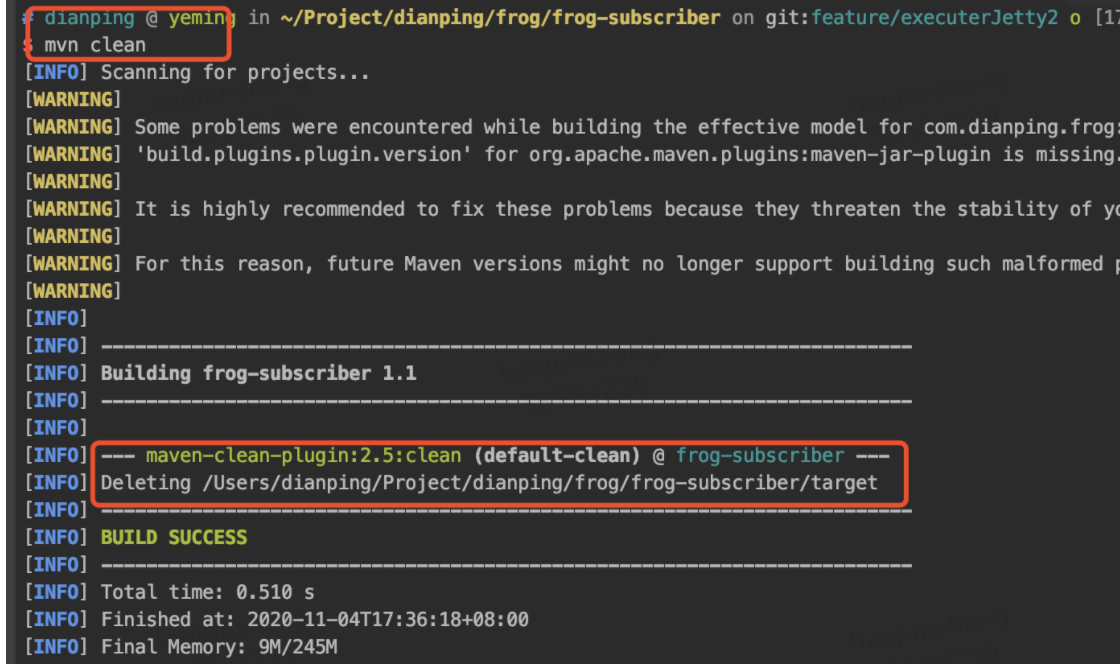 # dianping @ yeming in ~/Project/dianping/frog/frog-subscriber on git:feature/executerJetty2 o [17
$ mvn clean
[INFO] Scanning for projects...
[WARNING]
[WARNING] Some problems were encountered while building the effective model for com.dianping.frog:
[WARNING] 'build.plugins.plugin.version' for org.apache.maven.plugins:maven-jar-plugin is missing.
[WARNING]
[WARNING] It is highly recommended to fix these problems because they threaten the stability of yo
[WARNING]
[WARNING] For this reason, future Maven versions might no longer support building such malformed p
[WARNING]
[INFO]
[INFO] ------------------------------------------------------------------------
[INFO] Building frog-subscriber 1.1
[INFO] ------------------------------------------------------------------------
[INFO]
[INFO] --- maven-clean-plugin:2.5:clean (default-clean) @ frog-subscriber ---
[INFO] Deleting /Users/dianping/Project/dianping/frog/frog-subscriber/target
[INFO] ------------------------------------------------------------------------
[INFO] BUILD SUCCESS
[INFO] ------------------------------------------------------------------------
[INFO] Total time: 0.510 s
[INFO] Finished at: 2020-11-04T17:36:18+08:00
[INFO] Final Memory: 9M/245M